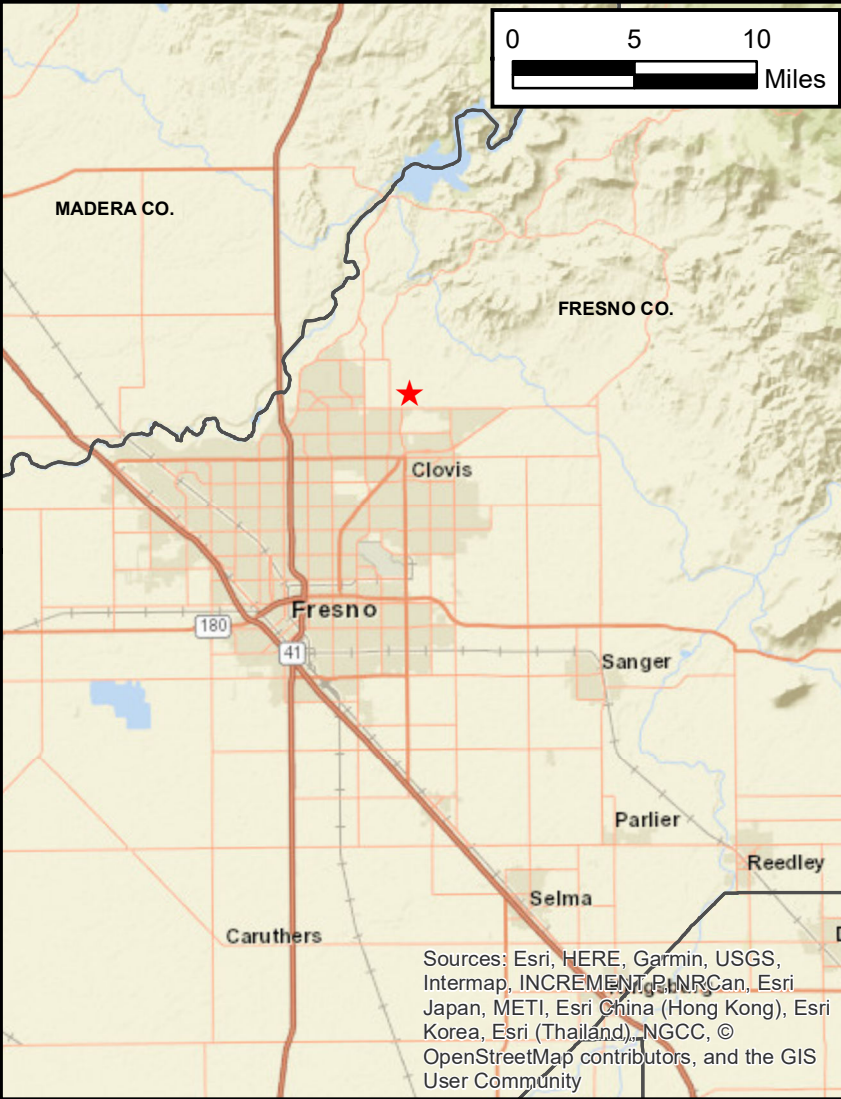 0 5 10
Miles
MADERA CO.
FRESNO CO.
Clovis
Fresno
180
41
Sanger
Parlier
Reedley
Selma
Caruthers
Sources: Esri, HERE, Garmin, USGS,
Intermap, INCREMENT P, NRCan, Esri
Japan, METI, Esri China (Hong Kong), Esri
Korea, Esri (Thailand), NGCC, ©
OpenStreetMap contributors, and the GIS
User Community